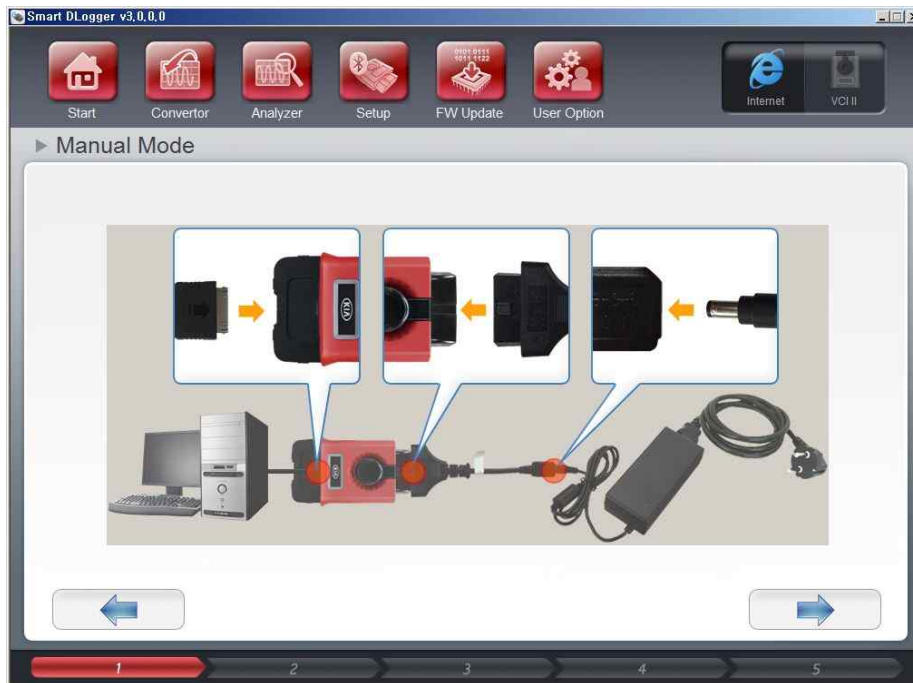 Smart DLogger v3,0,0,0
0101 0111
1011 1122
Start
Convertor
Analyzer
Setup
FW Update
User Option
Internet
VCI II
Manual Mode
KIA
KIA
1
2
3
4
5